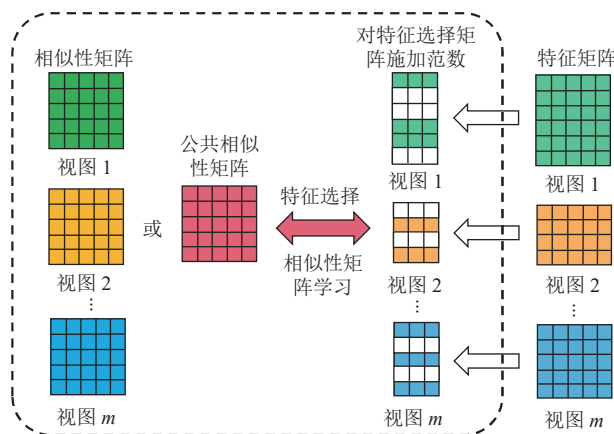 相似性矩阵
视图 1
视图 2
⋮
视图 m
或
公共相似
性矩阵
特征选择
相似性矩
阵学习
对特征选择矩
阵施加范数
视图 1
视图 2
⋮
视图 m
特征矩阵
视图 1
视图 2
⋮
视图 m